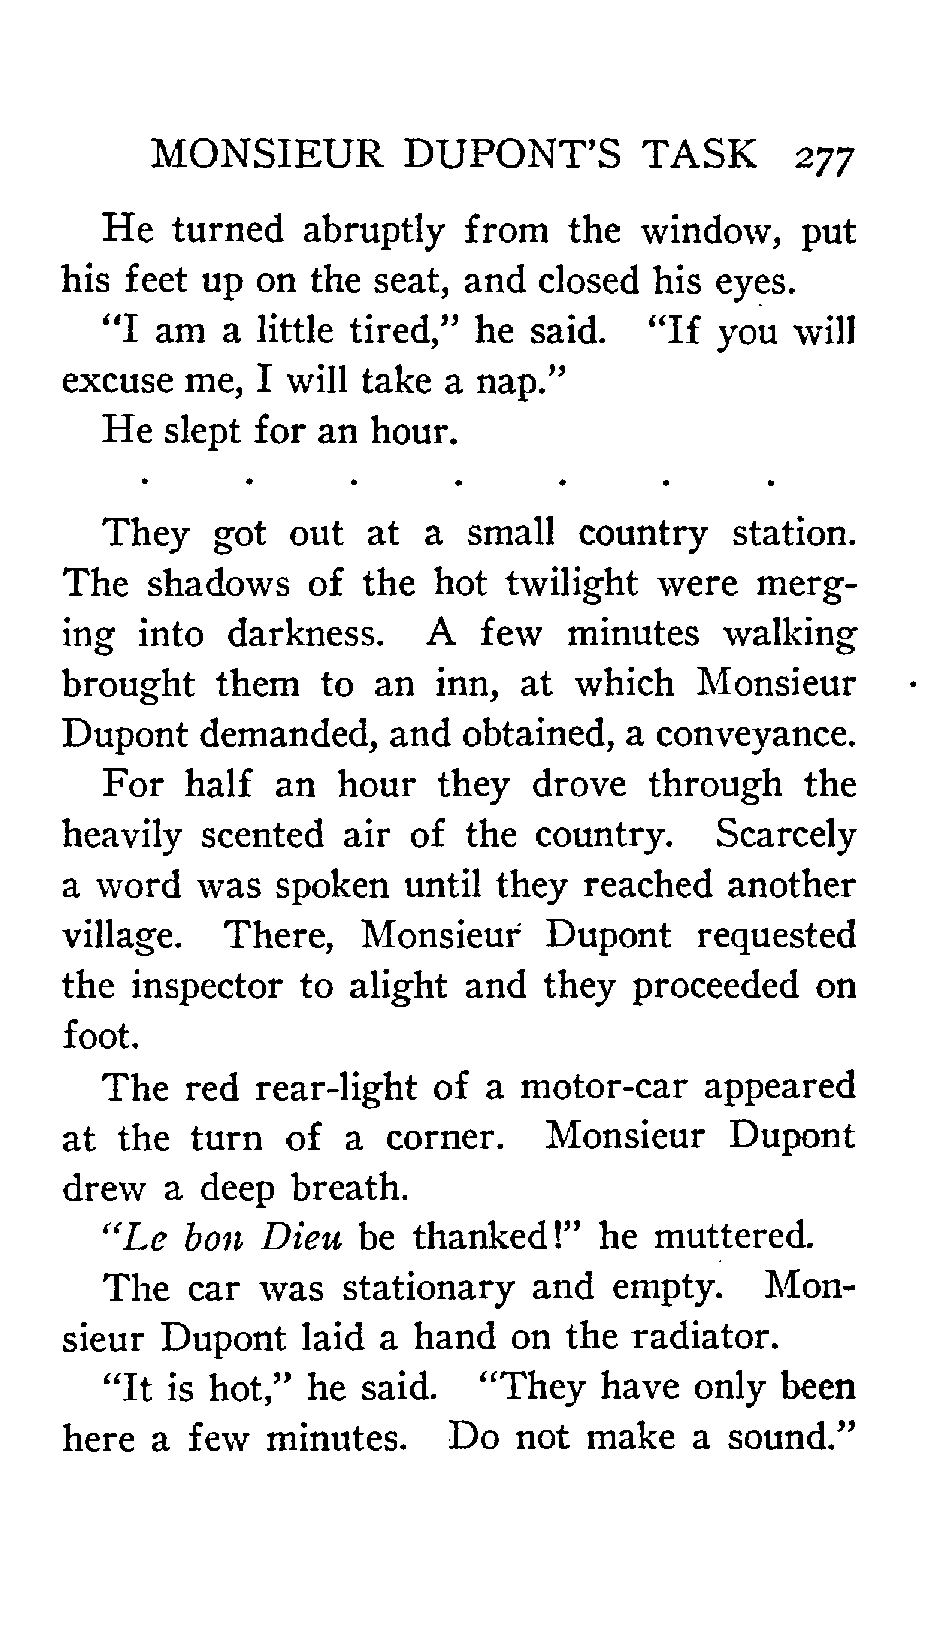 MONSIEUR DUPONT'S TASK 277
He turned abruptly from the window, put
his feet up on the seat, and closed his eyes.
"I am a little tired," he said. "If you will
excuse me, I will take a nap."
He slept for an hour.
. . . . . . .
They got out at a small country station.
The shadows of the hot twilight were merg-
ing into darkness. A few minutes walking
brought them to an inn, at which Monsieur
Dupont demanded, and obtained, a conveyance.
For half an hour they drove through the
heavily scented air of the country. Scarcely
a word was spoken until they reached another
village. There, Monsieur Dupont requested
the inspector to alight and they proceeded on
foot.
The red rear-light of a motor-car appeared
at the turn of a corner. Monsieur Dupont
drew a deep breath.
"Le bon Dieu be thanked!" he muttered.
The car was stationary and empty. Mon-
sieur Dupont laid a hand on the radiator.
"It is hot," he said. "They have only been
here a few minutes. Do not make a sound."